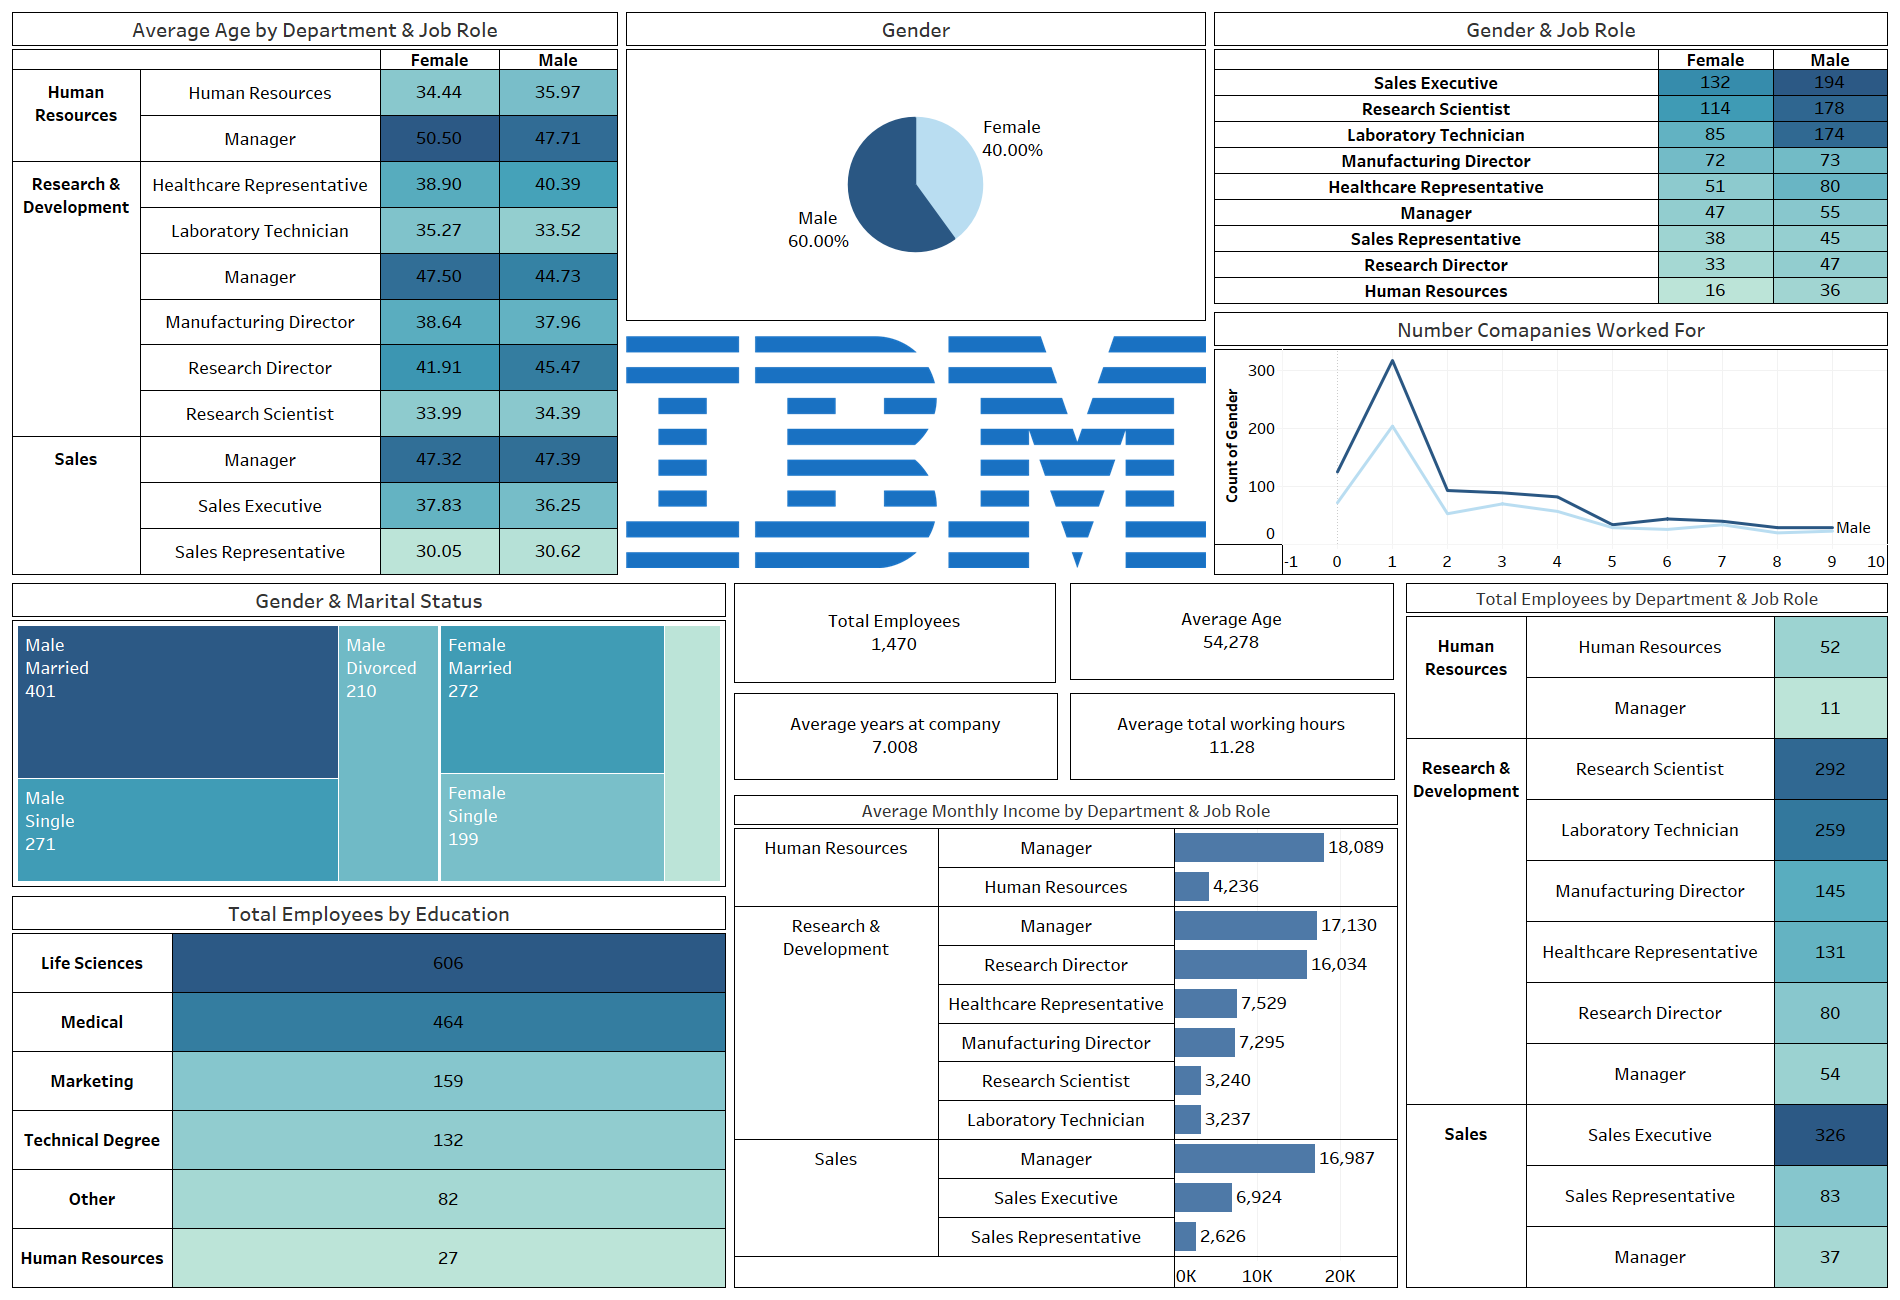 Average Age by Department & Job Role
Female Male
Human Resources
Human Resources 34.44 35.97
Manager 50.50 47.71
Research & Development
Healthcare Representative 38.90 40.39
Laboratory Technician 35.27 33.52
Manager 47.50 44.73
Manufacturing Director 38.64 37.96
Research Director 41.91 45.47
Research Scientist 33.99 34.39
Sales
Manager 47.32 47.39
Sales Executive 37.83 36.25
Sales Representative 30.05 30.62
Gender
Female
40.00%
Male
60.00%
IBM
Gender & Job Role
Female Male
Sales Executive 132 194
Research Scientist 114 178
Laboratory Technician 85 174
Manufacturing Director 72 73
Healthcare Representative 51 80
Manager 47 55
Sales Representative 38 45
Research Director 33 47
Human Resources 16 36
Number Comapanies Worked For
Count of Gender
300
200
100
0
Male
-1 0 1 2 3 4 5 6 7 8 9 10
Gender & Marital Status
Male
Married
401
Male
Divorced
210
Female
Married
272
Male
Single
271
Female
Single
199
Total Employees by Education
Life Sciences 606
Medical 464
Marketing 159
Technical Degree 132
Other 82
Human Resources 27
Total Employees
1,470
Average Age
54,278
Average years at company
7.008
Average total working hours
11.28
Average Monthly Income by Department & Job Role
Human Resources
Manager 18,089
Human Resources 4,236
Research &
Development
Manager 17,130
Research Director 16,034
Healthcare Representative 7,529
Manufacturing Director 7,295
Research Scientist 3,240
Laboratory Technician 3,237
Sales
Manager 16,987
Sales Executive 6,924
Sales Representative 2,626
0K 10K 20K
Total Employees by Department & Job Role
Human
Resources
Human Resources 52
Manager 11
Research &
Development
Research Scientist 292
Laboratory Technician 259
Manufacturing Director 145
Healthcare Representative 131
Research Director 80
Manager 54
Sales
Sales Executive 326
Sales Representative 83
Manager 37